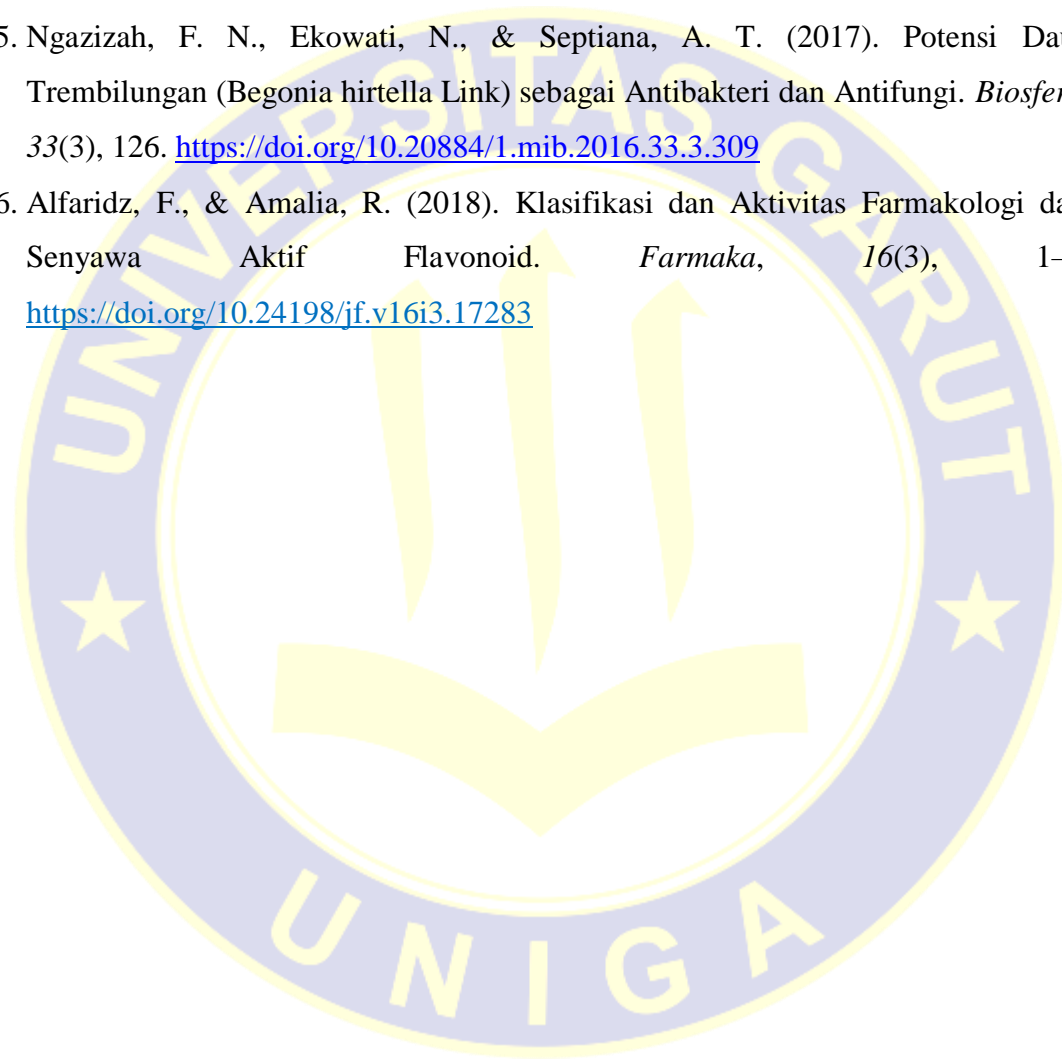 5. Ngazizah, F. N., Ekowati, N., & Septiana, A. T. (2017). Potensi Dau
Trembilungan (Begonia hirtella Link) sebagai Antibakteri dan Antifungi. Biosfer
33(3), 126. https://doi.org/10.20884/1.mib.2016.33.3.309
6. Alfaridz, F., & Amalia, R. (2018). Klasifikasi dan Aktivitas Farmakologi da
Senyawa Aktif Flavonoid. Farmaka, 16(3), 1–
https://doi.org/10.24198/jf.v16i3.17283
UNIVERSITAS GARUT
UNIGA